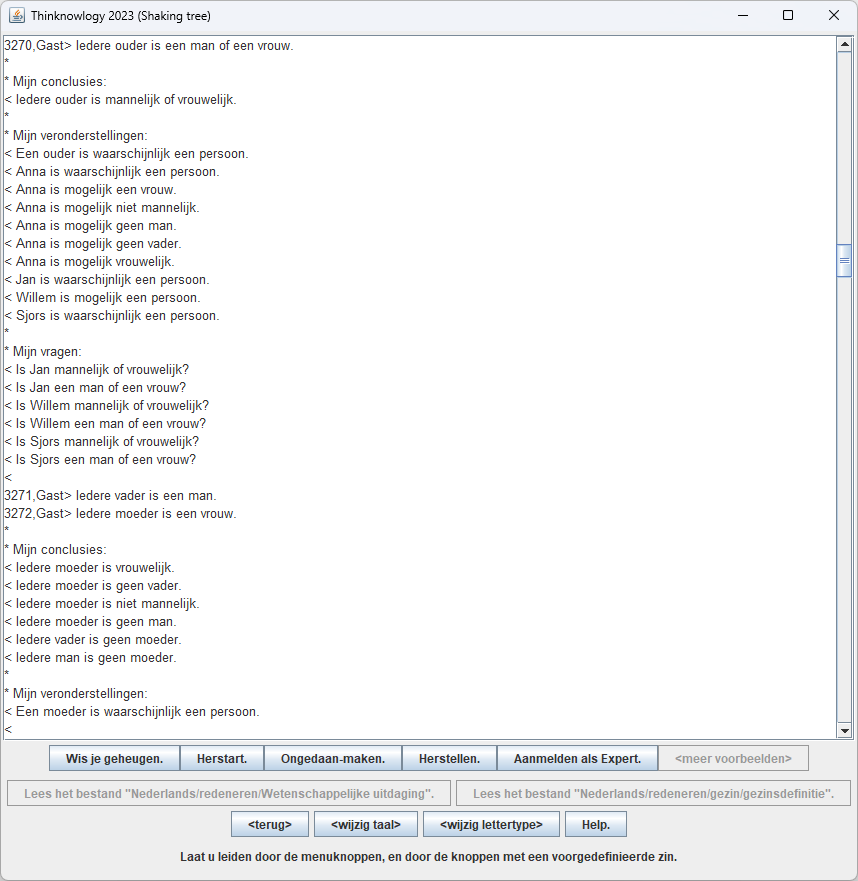 Thinknowlogy 2023 (Shaking tree)
3270,Gast> Iedere ouder is een man of een vrouw.
*
* Mijn conclusies:
< Iedere ouder is mannelijk of vrouwelijk.
*
* Mijn veronderstellingen:
< Een ouder is waarschijnlijk een persoon.
< Anna is waarschijnlijk een persoon.
< Anna is mogelijk een vrouw.
< Anna is mogelijk niet mannelijk.
< Anna is mogelijk geen man.
< Anna is mogelijk geen vader.
< Anna is mogelijk vrouwelijk.
< Jan is waarschijnlijk een persoon.
< Willem is mogelijk een persoon.
< Sjors is waarschijnlijk een persoon.
*
* Mijn vragen:
< Is Jan mannelijk of vrouwelijk?
< Is Jan een man of een vrouw?
< Is Willem mannelijk of vrouwelijk?
< Is Willem een man of een vrouw?
< Is Sjors mannelijk of vrouwelijk?
< Is Sjors een man of een vrouw?
<
3271,Gast> Iedere vader is een man.
3272,Gast> Iedere moeder is een vrouw.
*
* Mijn conclusies:
< Iedere moeder is vrouwelijk.
< Iedere moeder is geen vader.
< Iedere moeder is niet mannelijk.
< Iedere moeder is geen man.
< Iedere vader is geen moeder.
< Iedere man is geen moeder.
*
* Mijn veronderstellingen:
< Een moeder is waarschijnlijk een persoon.
<
Wis je geheugen. Herstart. Ongedaan-maken. Herstellen. Aanmelden als Expert. <meer voorbeelden>
Lees het bestand "Nederlands/redeneren/Wetenschappelijke uitdaging". Lees het bestand "Nederlands/redeneren/gezin/gezinsdefinitie".
<terug> <wijzig taal> <wijzig lettertype> Help.
Laat u leiden door de menuknoppen, en door de knoppen met een voorgedefinieerde zin.